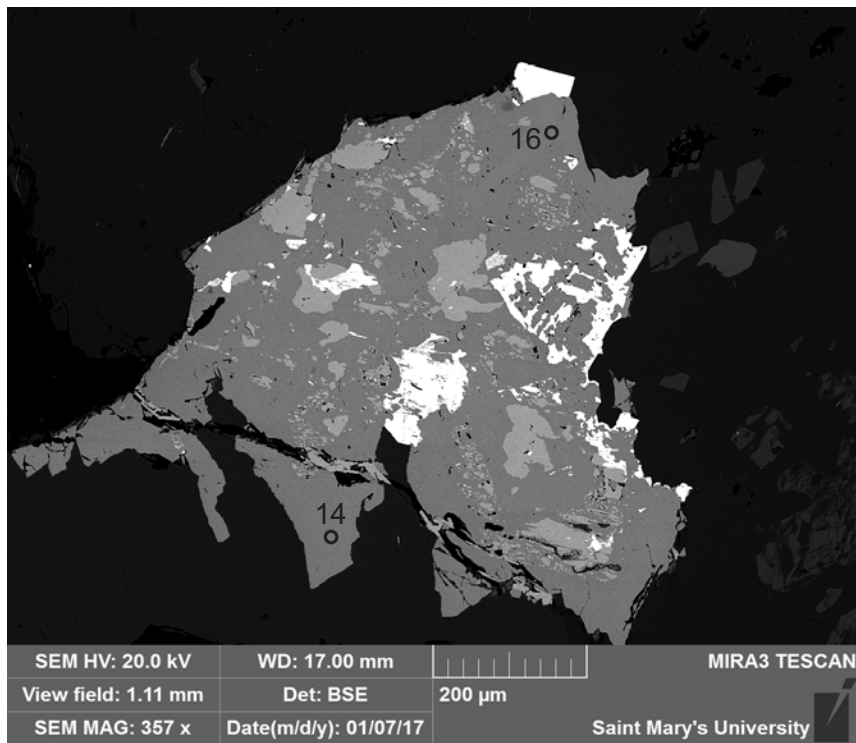 16
14
SEM HV: 20.0 kV WD: 17.00 mm MIRA3 TESCAN
View field: 1.11 mm Det: BSE 200 µm
SEM MAG: 357 x Date(m/d/y): 01/07/17 Saint Mary's University